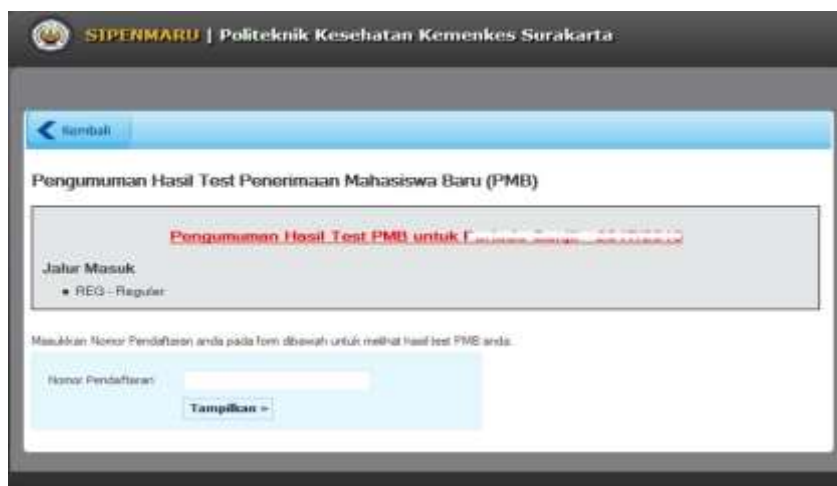 SIPENMARU | Politeknik Kesehatan Kemenkes Surakarta
Kembali
Pengumuman Hasil Test Penerimaan Mahasiswa Baru (PMB)
Pengumuman Hasil Test PMB untuk
Jalur Masuk
• REG - Reguler
Masukkan Nomor Pendaftaran anda pada form dibawah untuk melihat hasil test PMB anda.
Nomor Pendaftaran
Tampilkan »